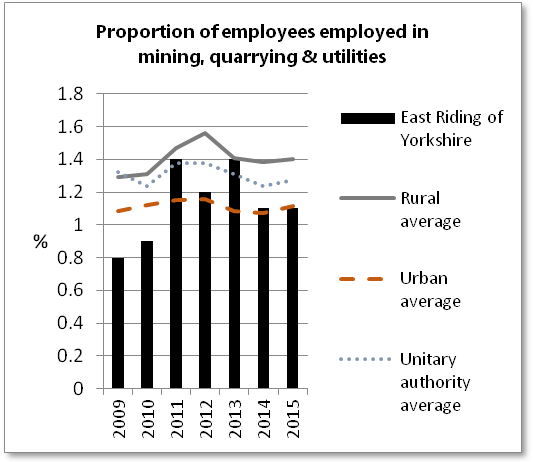 Proportion of employees employed in
mining, quarrying & utilities
1.8
1.6
1.4
1.2
1
0.8
0.6
0.4
0.2
0
%
2009
2010
2011
2012
2013
2014
2015
East Riding of
Yorkshire
Rural
average
Urban
average
Unitary
authority
average